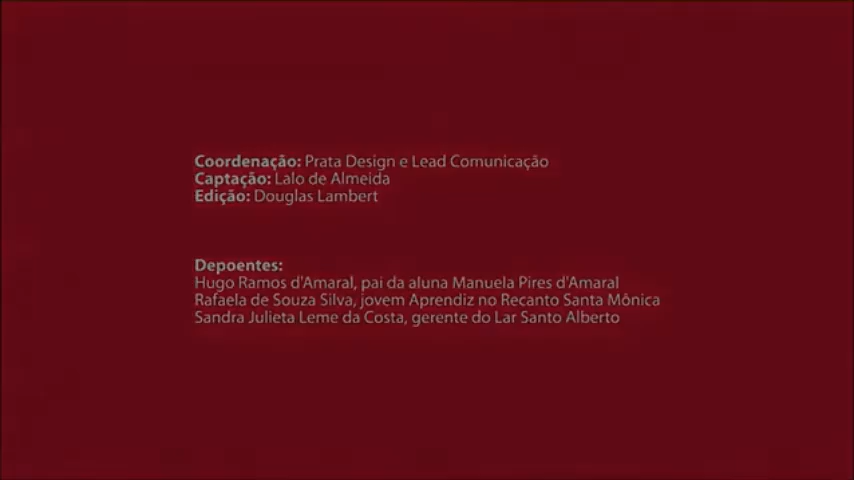 Coordenação: Prata Design e Lead Comunicação
Captação: Lalo de Almeida
Edição: Douglas Lambert
Depoentes:
Hugo Ramos d'Amaral, pai da aluna Manuela Pires d'Amaral
Rafaela de Souza Silva, jovem Aprendiz no Recanto Santa Mônica
Sandra Julieta Leme da Costa, gerente do Lar Santo Alberto